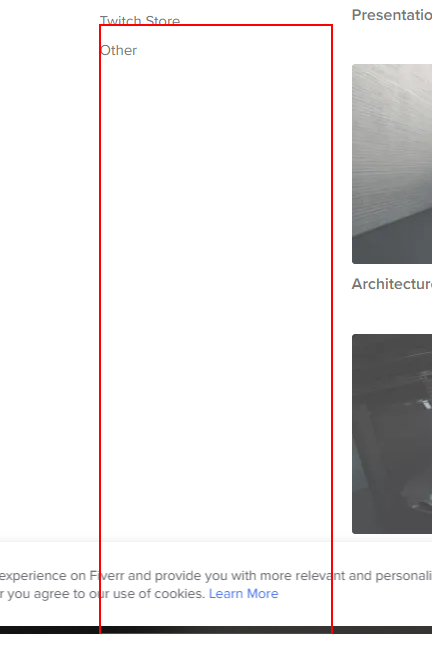 Twitch Store
Other
Presentatio
Architectur
experience on Fiverr and provide you with more relevant and personali
r you agree to our use of cookies. Learn More